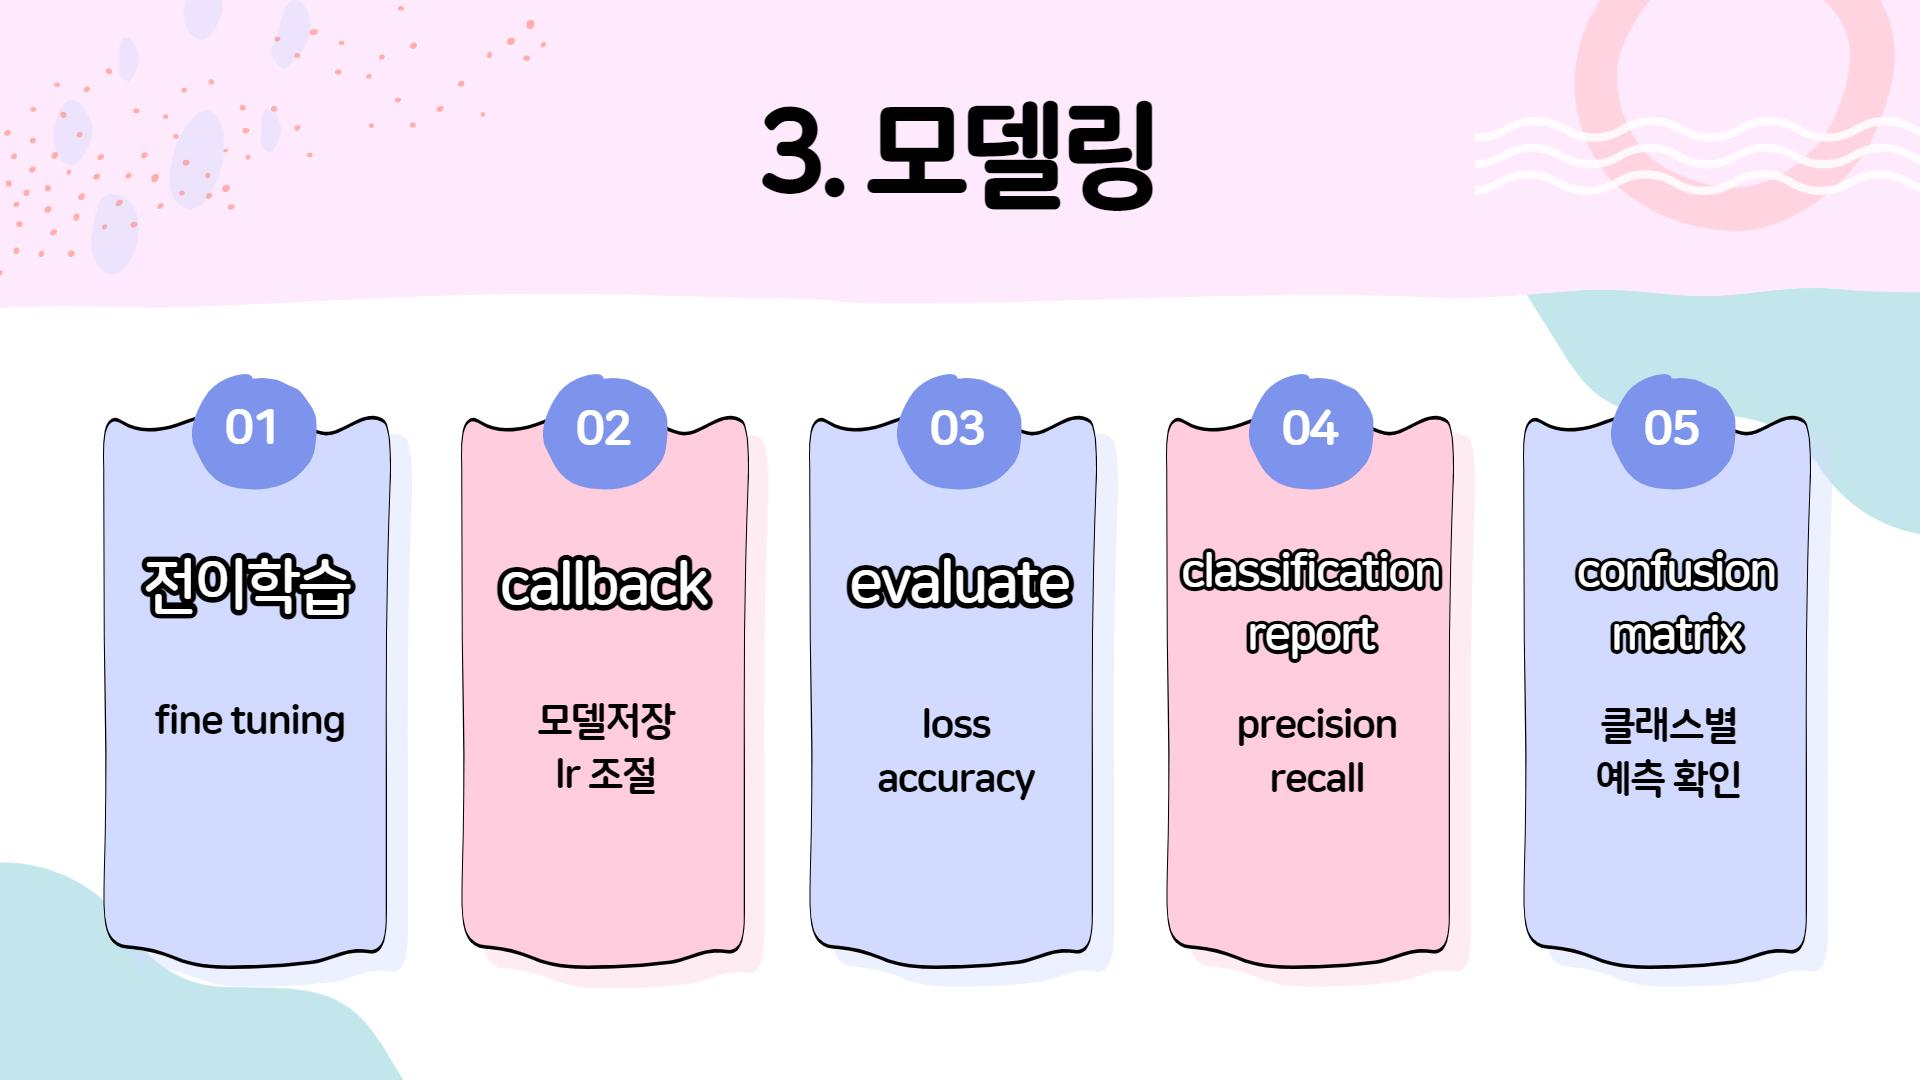 3. 모델링
01
전이학습
fine tuning
02
callback
모델저장
lr 조절
03
evaluate
loss
accuracy
04
classification
report
precision
recall
05
confusion
matrix
클래스별
예측 확인